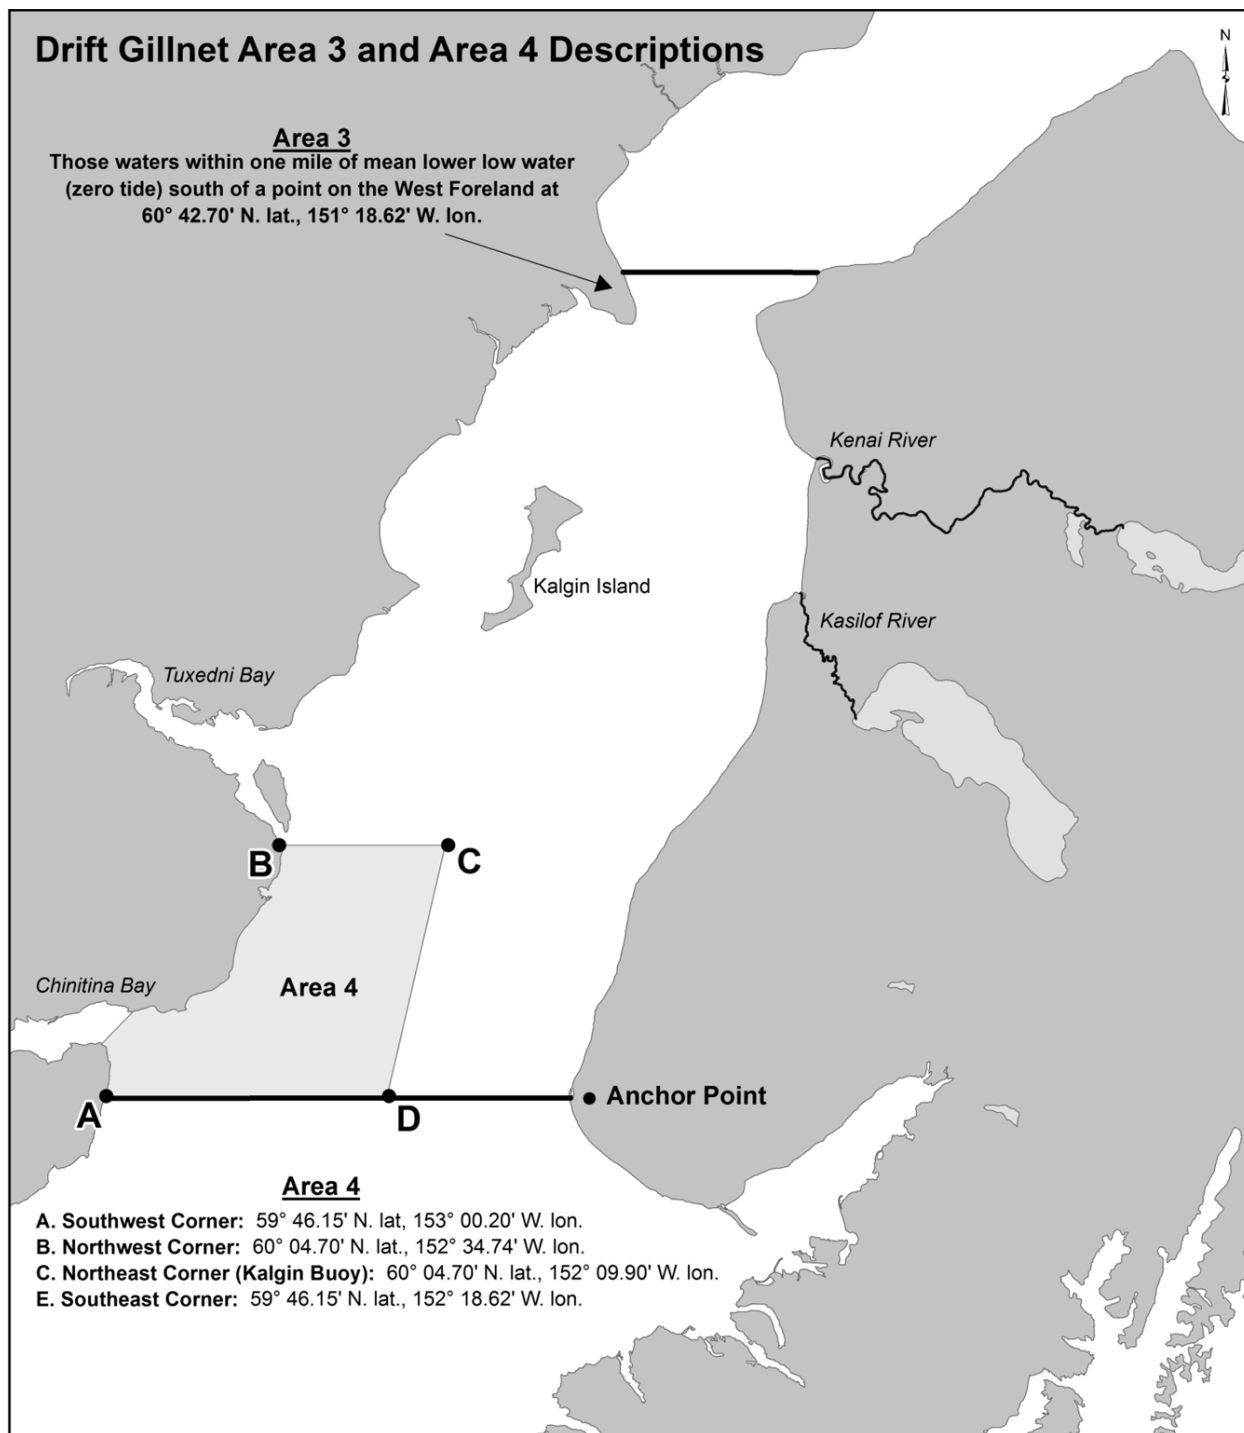 Drift Gillnet Area 3 and Area 4 Descriptions
N
Area 3
Those waters within one mile of mean lower low water
(zero tide) south of a point on the West Foreland at
60° 42.70' N. lat., 151° 18.62' W. lon.
Kenai River
Kalgin Island
Kasilof River
Tuxedni Bay
B
C
Chinitina Bay
Area 4
A
D
Anchor Point
Area 4
A. Southwest Corner: 59° 46.15' N. lat, 153° 00.20' W. lon.
B. Northwest Corner: 60° 04.70' N. lat., 152° 34.74' W. lon.
C. Northeast Corner (Kalgin Buoy): 60° 04.70' N. lat., 152° 09.90' W. lon.
E. Southeast Corner: 59° 46.15' N. lat., 152° 18.62' W. lon.